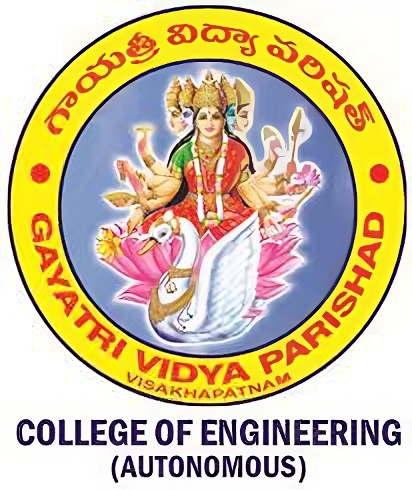 గాయత్రి విద్యా పరిషత్
GAYATRI VIDYA PARISHAD
VISAKHAPATNAM
COLLEGE OF ENGINEERING
(AUTONOMOUS)